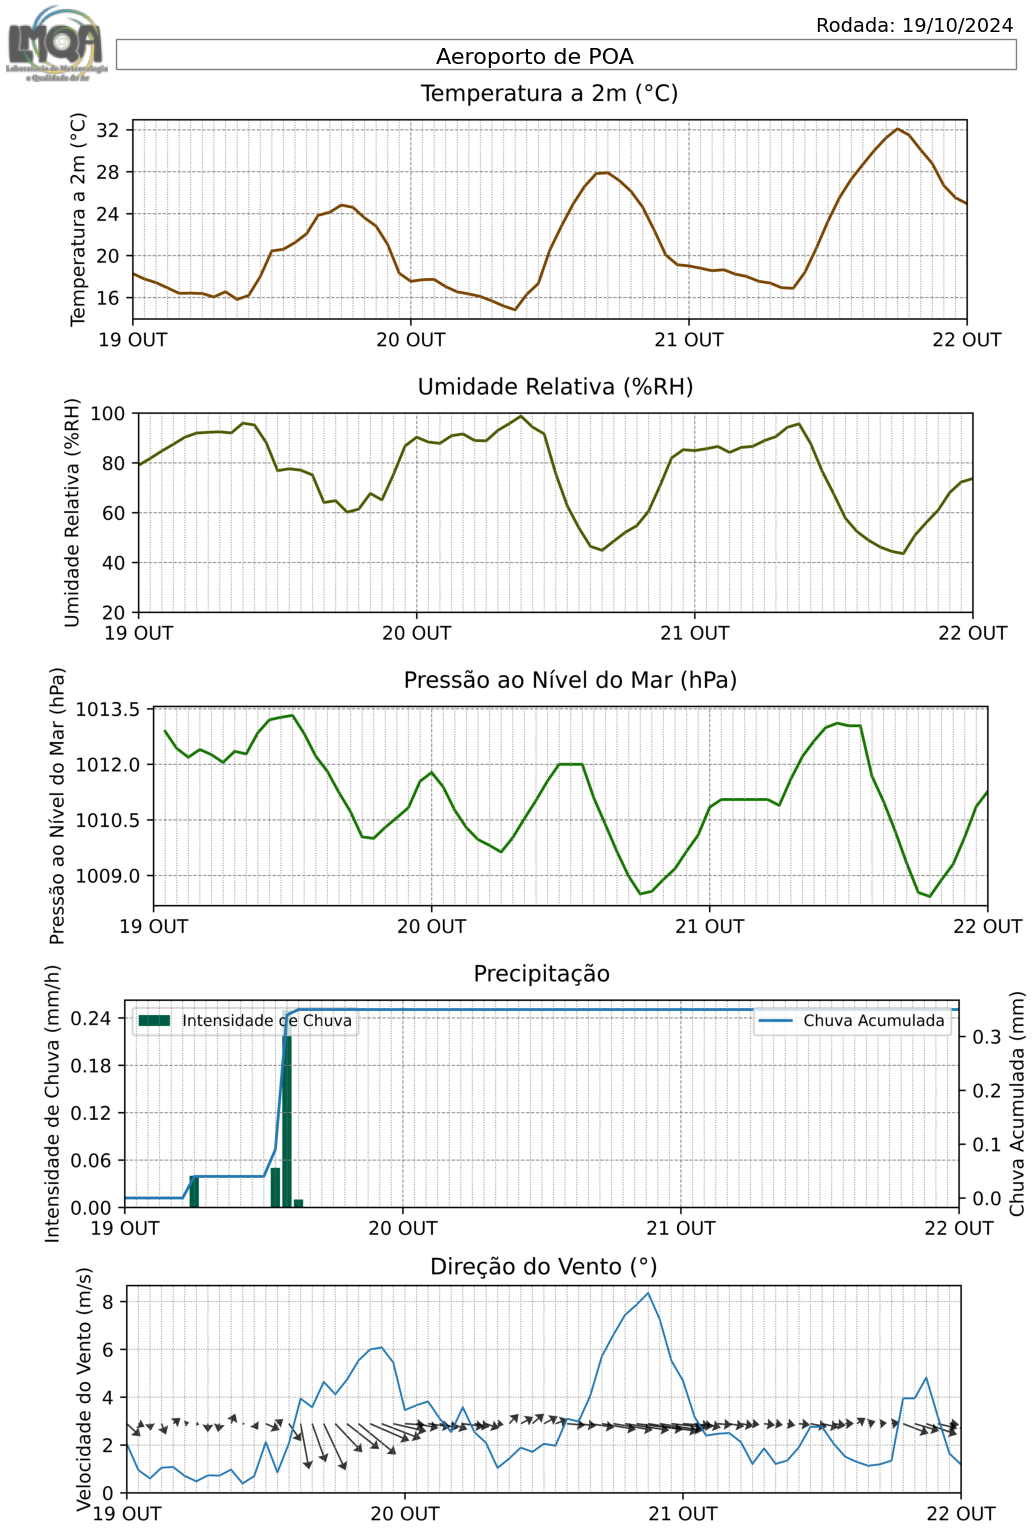 LMQA
Laboratório de Meteorologia
e Qualidade do Ar
Rodada: 19/10/2024
Aeroporto de POA
Temperatura a 2m (°C)
Temperatura a 2m (°C)
32
28
24
20
16
19 OUT 20 OUT 21 OUT 22 OUT
Umidade Relativa (%RH)
Umidade Relativa (%RH)
100
80
60
40
20
19 OUT 20 OUT 21 OUT 22 OUT
Pressão ao Nível do Mar (hPa)
Pressão ao Nível do Mar (hPa)
1013.5
1012.0
1010.5
1009.0
19 OUT 20 OUT 21 OUT 22 OUT
Precipitação
Intensidade de Chuva (mm/h)
0.24
0.18
0.12
0.06
0.00
Intensidade de Chuva
Chuva Acumulada
0.3
0.2
0.1
0.0
Chuva Acumulada (mm)
19 OUT 20 OUT 21 OUT 22 OUT
Direção do Vento (°)
Velocidade do Vento (m/s)
8
6
4
2
0
19 OUT 20 OUT 21 OUT 22 OUT